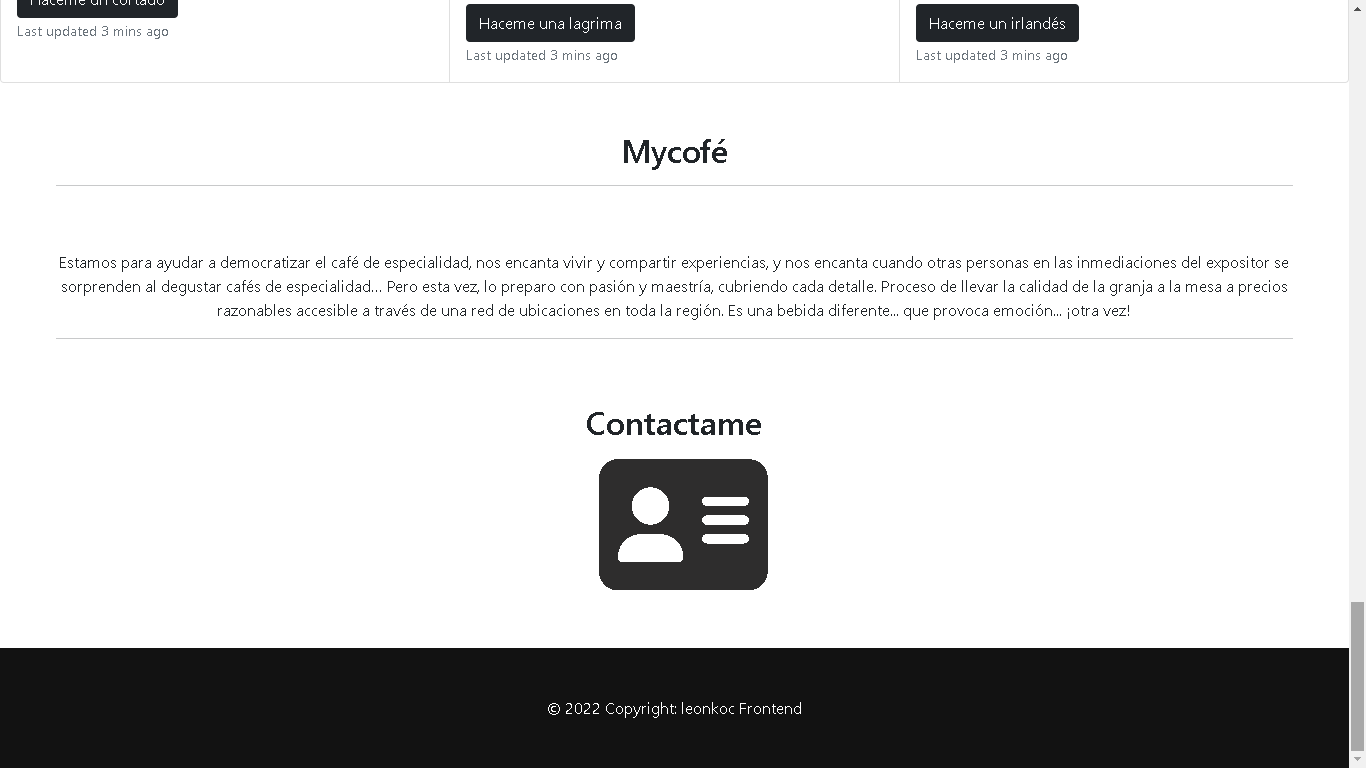 Haceme un cortado
Last updated 3 mins ago
Haceme una lagrima
Last updated 3 mins ago
Haceme un irlandés
Last updated 3 mins ago
Mycofé
Estamos para ayudar a democratizar el café de especialidad, nos encanta vivir y compartir experiencias, y nos encanta cuando otras personas en las inmediaciones del expositor se
sorprenden al degustar cafés de especialidad... Pero esta vez, lo preparo con pasión y maestría, cubriendo cada detalle. Proceso de llevar la calidad de la granja a la mesa a precios
razonables accesible a través de una red de ubicaciones en toda la región. Es una bebida diferente... que provoca emoción... ¡otra vez!
Contactame
© 2022 Copyright: leonkoc Frontend